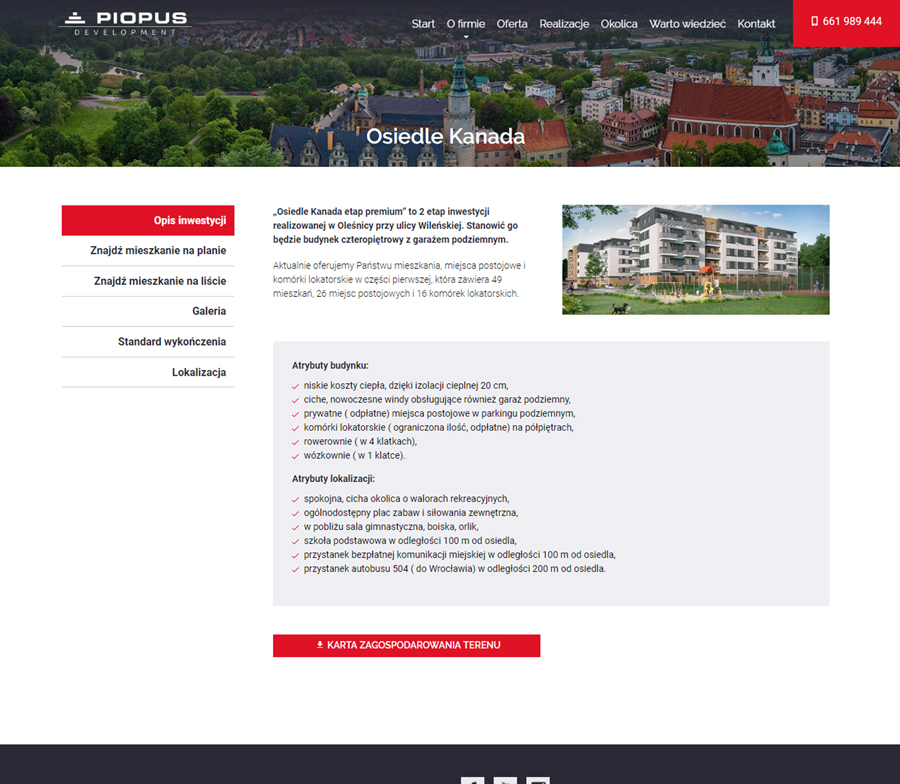 PIOPUS
DEVELOPMENT
Start O firmie Oferta Realizacje Okolica Warto wiedzieć Kontakt
661 989 444
Osiedle Kanada
Opis inwestycji
Znajdź mieszkanie na planie
Znajdź mieszkanie na liście
Galeria
Standard wykończenia
Lokalizacja
„Osiedle Kanada etap premium” to 2 etap inwestycji
realizowanej w Oleśnicy przy ulicy Wileńskiej. Stanowić go
będzie budynek czteropiętrowy z garażem podziemnym.
Aktualnie oferujemy Państwu mieszkania, miejsca postojowe i
komórki lokatorskie w części pierwszej, która zawiera 49
mieszkań, 26 miejsc postojowych i 16 komórek lokatorskich.
Atrybuty budynku:
niskie koszty ciepła, dzięki izolacji cieplnej 20 cm,
ciche, nowoczesne windy obsługujące również garaż podziemny,
prywatne ( odpłatne) miejsca postojowe w parkingu podziemnym,
komórki lokatorskie ( ograniczona ilość, odpłatne) na półpiętrach,
rowerownie ( w 4 klatkach),
wózkownie ( w 1 klatce).
Atrybuty lokalizacji:
spokojna, cicha okolica o walorach rekreacyjnych,
ogólnodostępny plac zabaw i siłowania zewnętrzna,
w pobliżu sala gimnastyczna, boiska, orlik,
szkoła podstawowa w odległości 100 m od osiedla,
przystanek bezpłatnej komunikacji miejskiej w odległości 100 m od osiedla,
przystanek autobusu 504 ( do Wrocławia) w odległości 200 m od osiedla.
KARTA ZAGOSPODAROWANIA TERENU